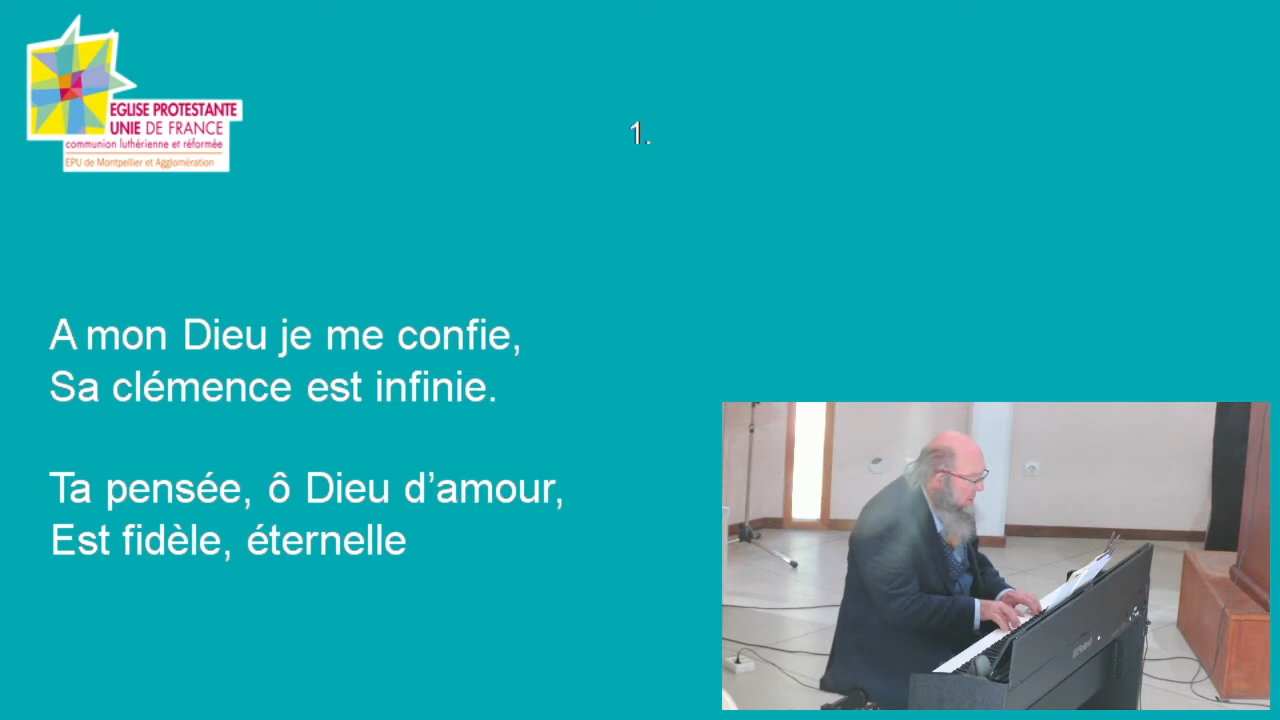 EGLISE PROTESTANTE
UNIE DE FRANCE
communion luthérienne et réformée
EPU de Montpellier et Agglomération
1.
A mon Dieu je me confie,
Sa clémence est infinie.
Ta pensée, ô Dieu d’amour,
Est fidèle, éternelle
Roland